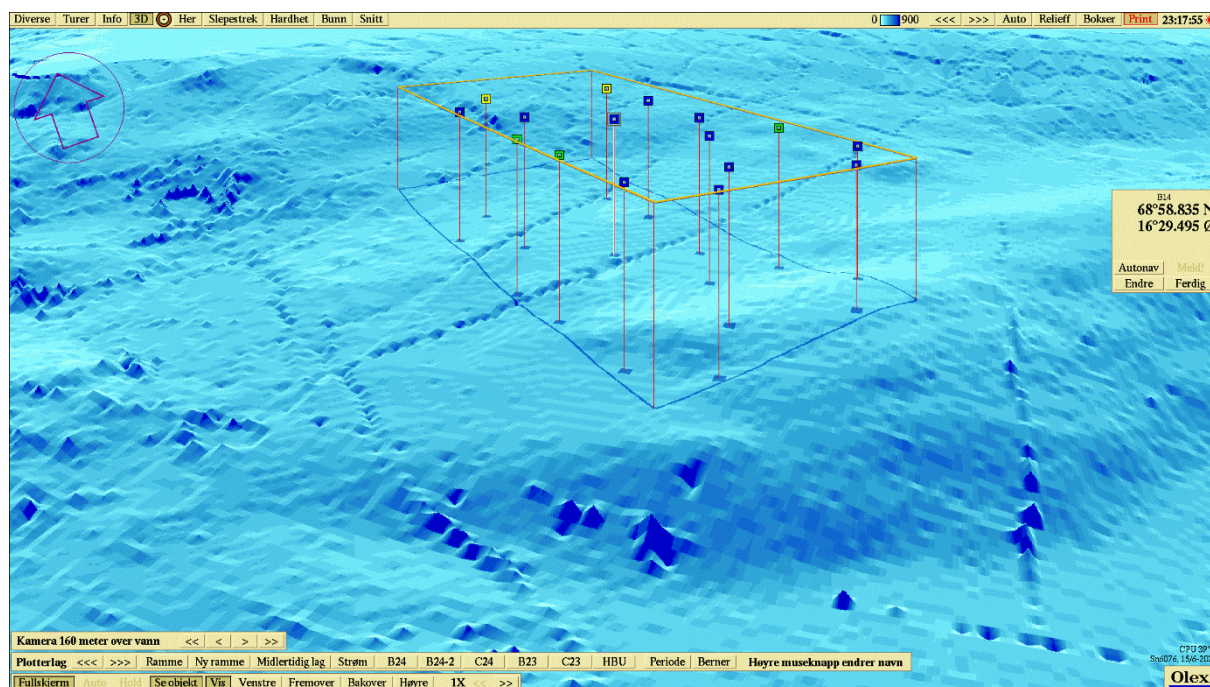 Diverse Turer Info 3D Her Slepestrek Hardhet Bunn Snitt 0 900 <<< >>> Auto Relieff Bokser Print 23:17:55
B14
68°58.835 N
16°29.495 Ø
Autonav Meld!
Endre Ferdig
Kamera 160 meter over vann << < > >>
Plotterlag <<< >>> Ramme Ny ramme Midlertidig lag Strøm B24 B24-2 C24 B23 C23 HBU Periode Berner Høyre museknapp endrer navn
CPU 39°
Fullskjerm Auto Hold Se objekt Vis Venstre Fremover Bakover Høyre 1X << >>
Olex